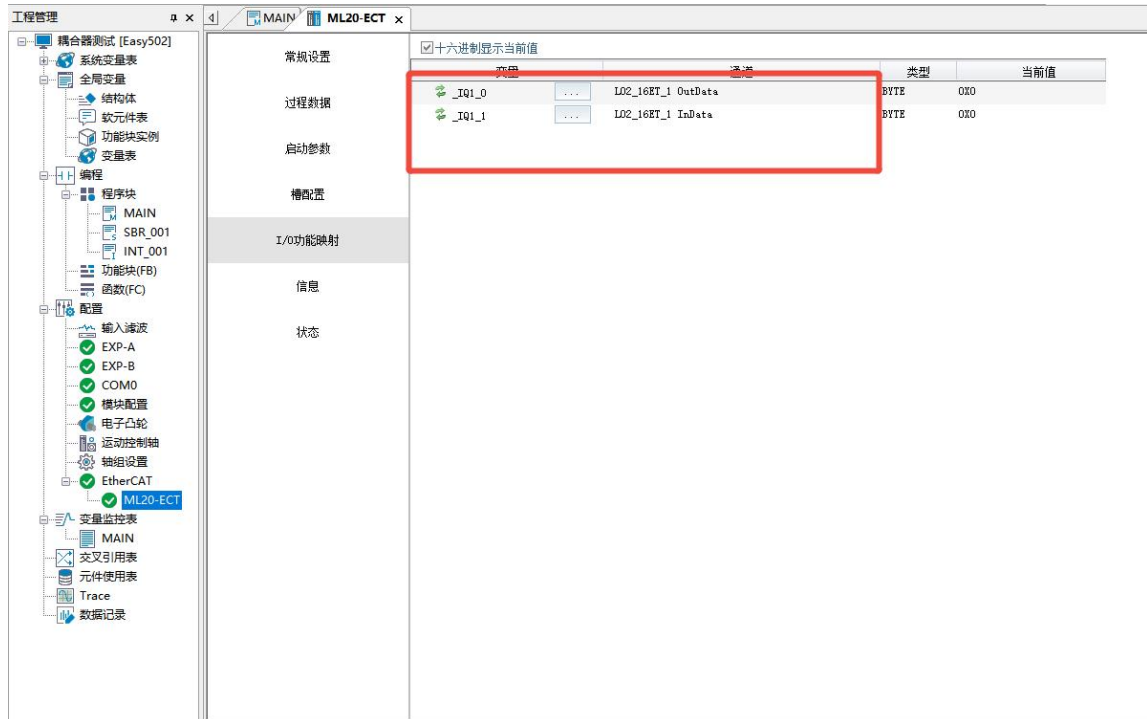 工程管理
MAIN
ML20-ECT
耦合器测试 [Easy502]
系统变量表
全局变量
结构体
软元件表
功能块实例
变量表
编程
程序块
MAIN
SBR_001
INT_001
功能块(FB)
函数(FC)
配置
输入滤波
EXP-A
EXP-B
COM0
模块配置
电子凸轮
运动控制轴
轴组设置
EtherCAT
ML20-ECT
变量监控表
MAIN
交叉引用表
元件使用表
Trace
数据记录
常规设置
过程数据
启动参数
槽配置
I/O功能映射
信息
状态
十六进制显示当前值
变量 通道 类型 当前值
_IQ1_0 ... L02_16ET_1 OutData BYTE 0X0
_IQ1_1 ... L02_16ET_1 InData BYTE 0X0